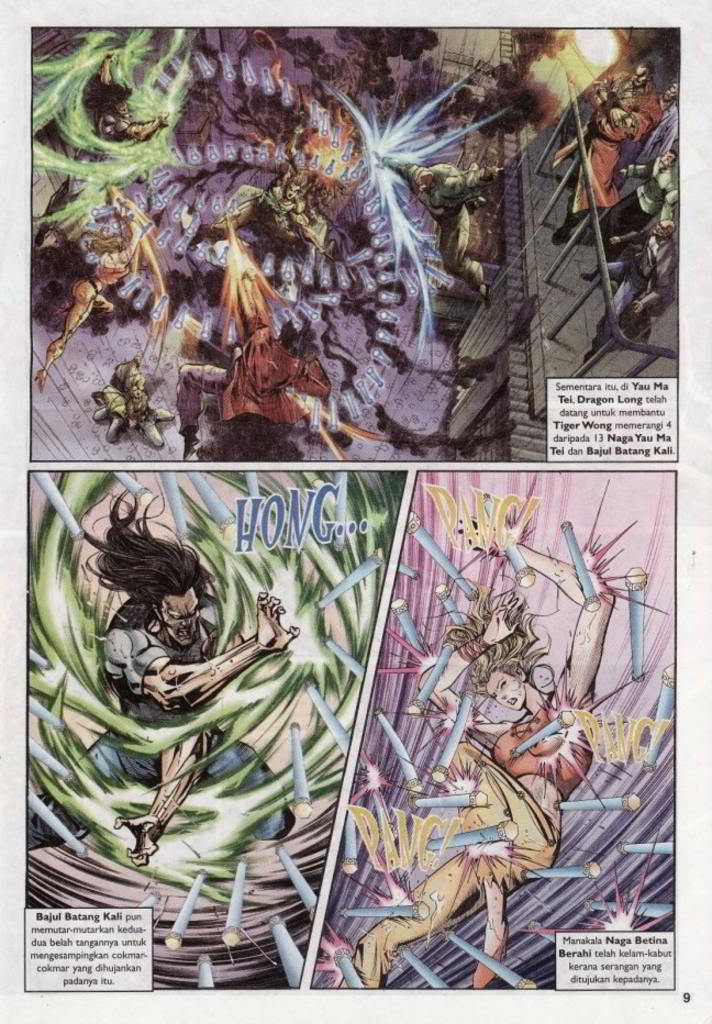 Sementara itu, di Yau Ma
Tei, Dragon Long telah
datang untuk membantu
Tiger Wong memerangi 4
daripada 13 Naga Yau Ma
Tei dan Bajul Batang Kali.
HONG...
PANG!
PANG!
PANG!
Bajul Batang Kali pun
memutar-mutarkan kedua-
dua belah tangannya untuk
mengesampingkan cokmar-
cokmar yang dihujankan
padanya itu.
Manakala Naga Betina
Berahi telah kelam-kabut
kerana serangan yang
ditujukan kepadanya.
9